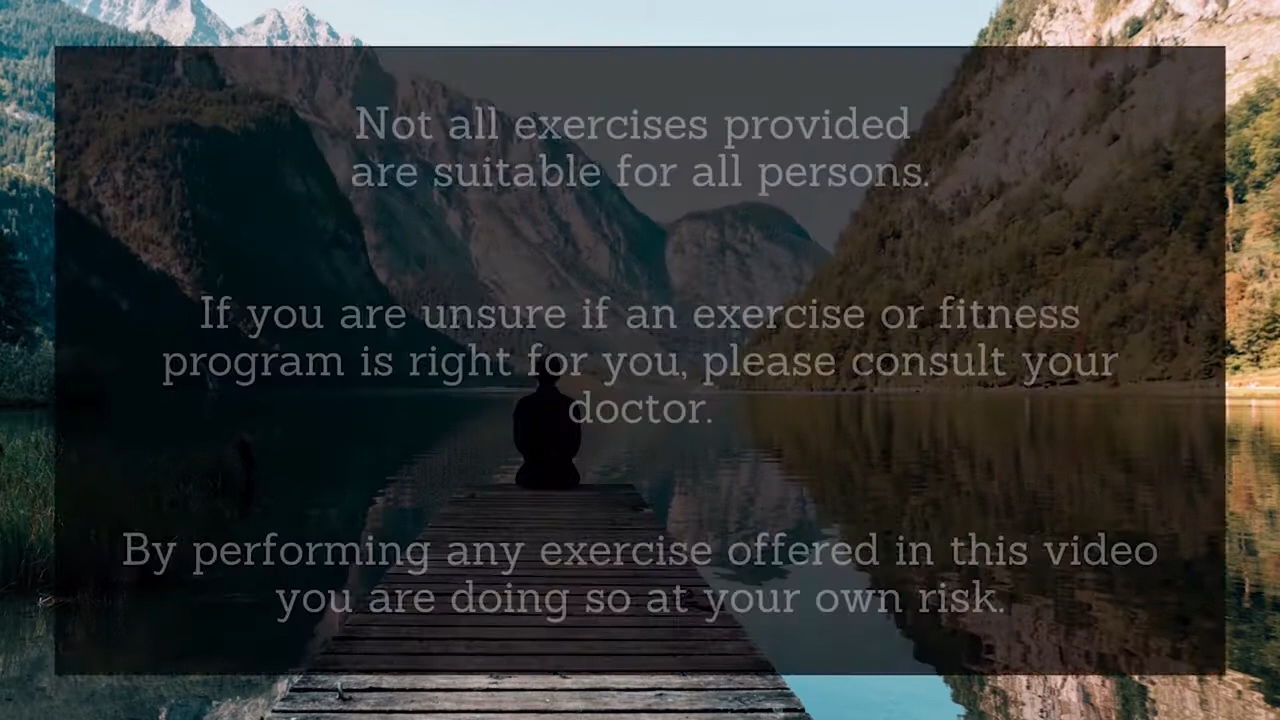 Not all exercises provided
are suitable for all persons.
If you are unsure if an exercise or fitness
program is right for you, please consult your
doctor.
By performing any exercise offered in this video
you are doing so at your own risk.